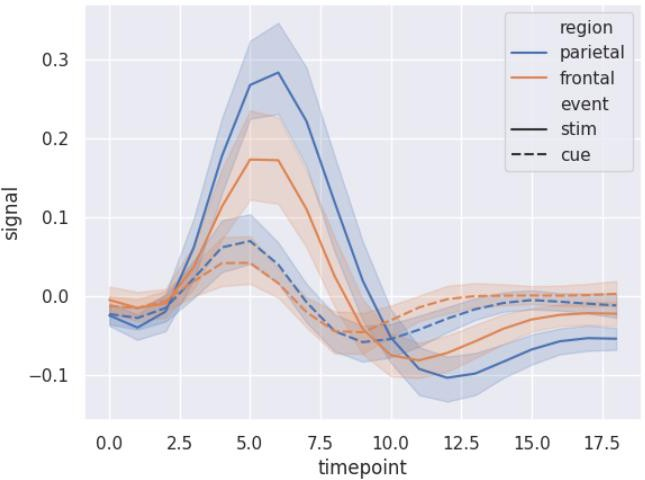 region
parietal
frontal
event
stim
cue
0.3
0.2
0.1
0.0
−0.1
signal
0.0 2.5 5.0 7.5 10.0 12.5 15.0 17.5
timepoint